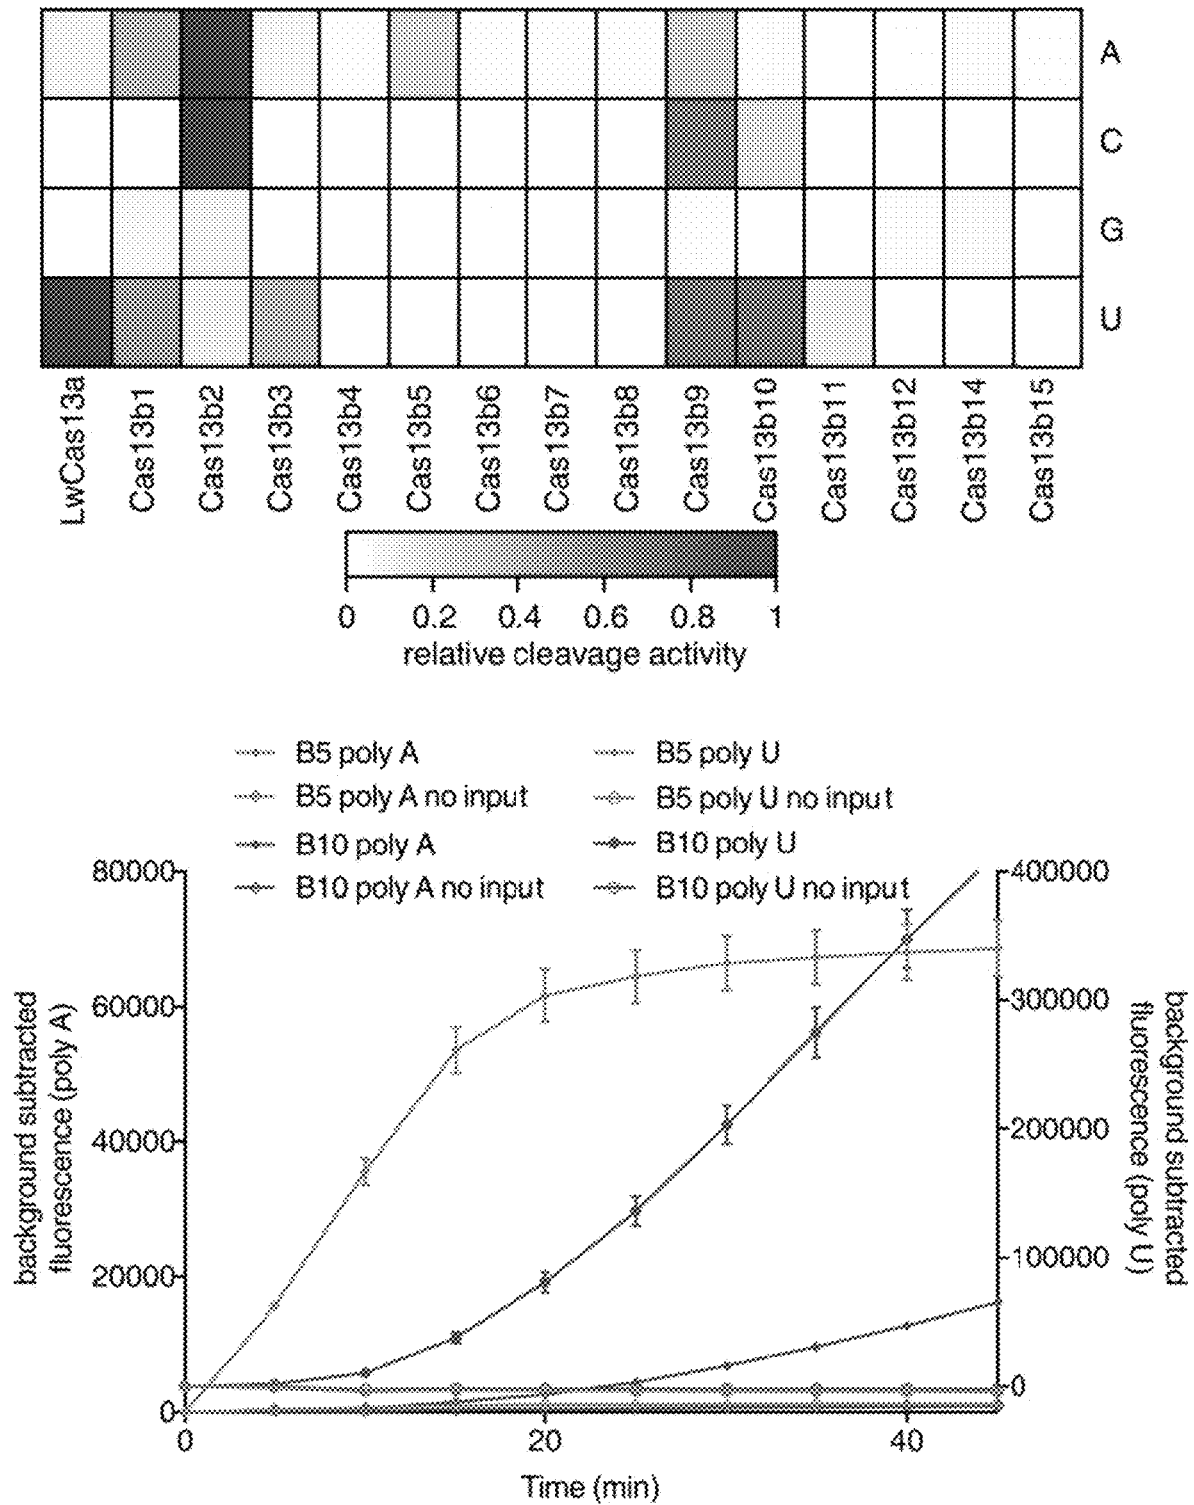 A
C
G
U
LwCas13a
Cas13b1
Cas13b2
Cas13b3
Cas13b4
Cas13b5
Cas13b6
Cas13b7
Cas13b8
Cas13b9
Cas13b10
Cas13b11
Cas13b12
Cas13b14
Cas13b15
0 0.2 0.4 0.6 0.8 1
relative cleavage activity
B5 poly A
B5 poly A no input
B10 poly A
B10 poly A no input
B5 poly U
B5 poly U no input
B10 poly U
B10 poly U no input
background subtracted
fluorescence (poly A)
80000
60000
40000
20000
0
400000
300000
200000
100000
0
background subtracted
fluorescence (poly U)
0 20 40
Time (min)